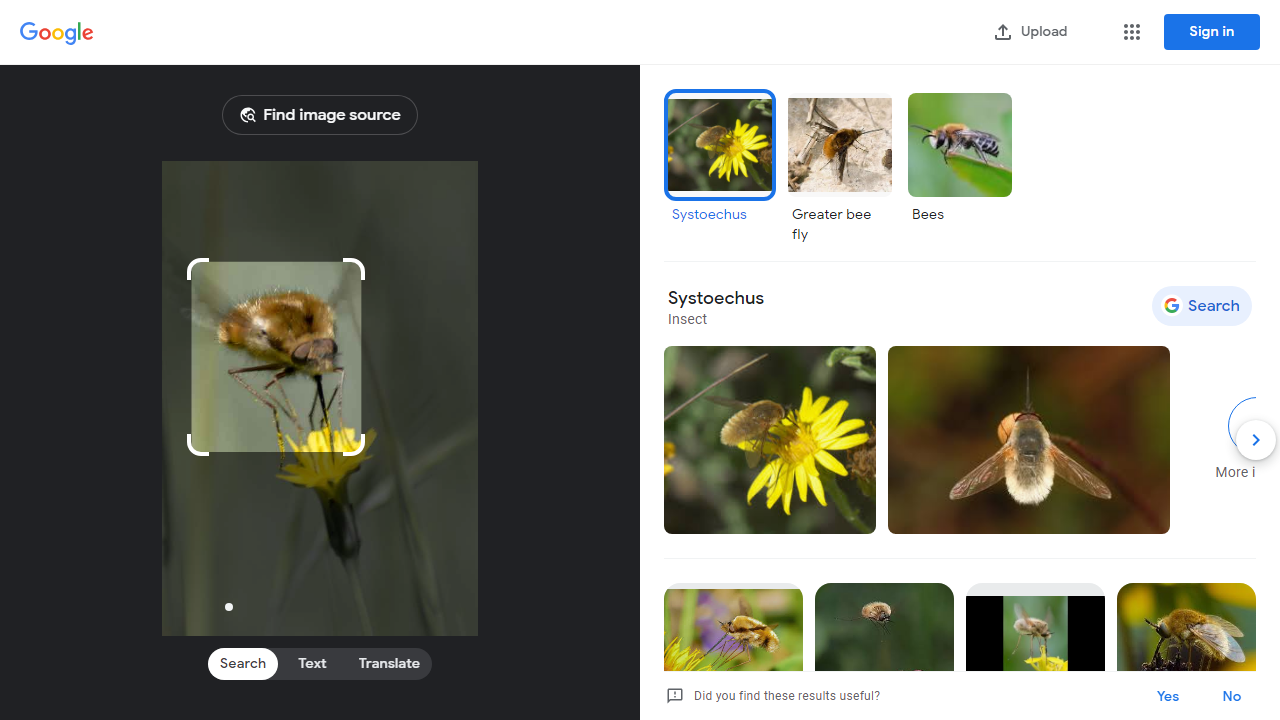 Google
Upload
Sign in
Find image source
Search
Text
Translate
Systoechus
Greater bee
fly
Bees
Systoechus
Insect
Search
More i
Did you find these results useful?
Yes
No